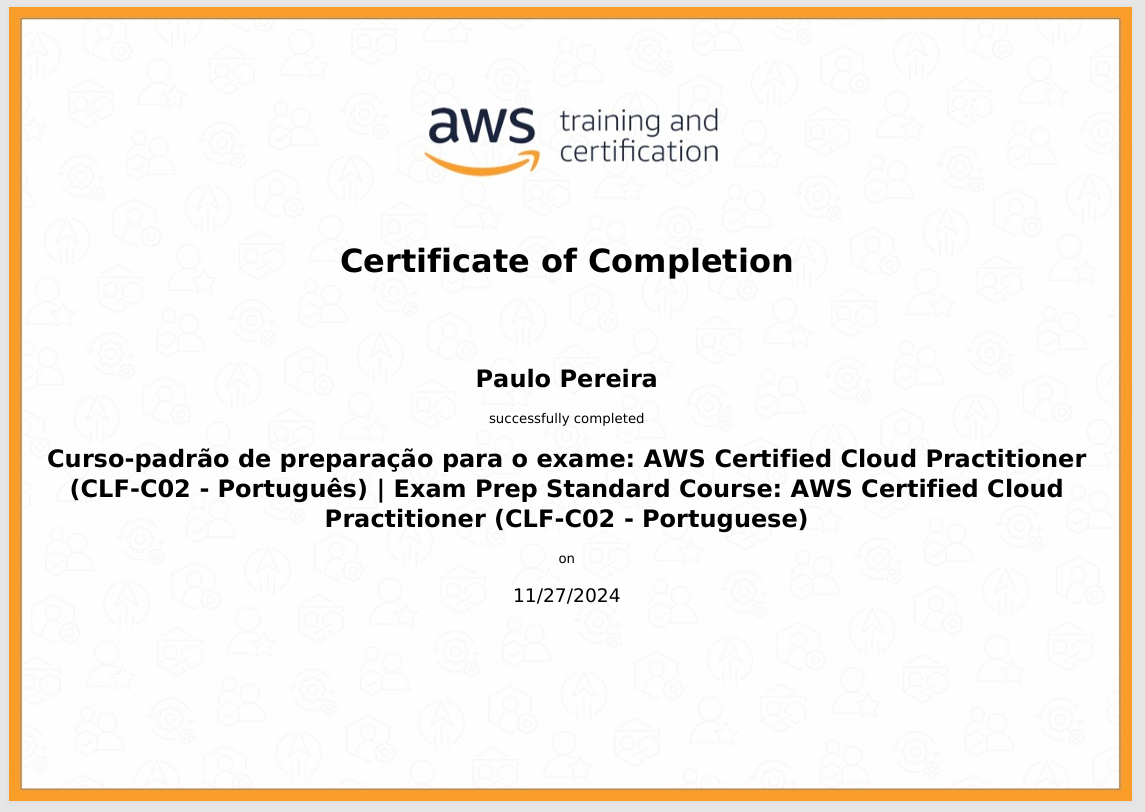 aws training and
certification
Certificate of Completion
Paulo Pereira
successfully completed
Curso-padrão de preparação para o exame: AWS Certified Cloud Practitioner
(CLF-C02 - Português) | Exam Prep Standard Course: AWS Certified Cloud
Practitioner (CLF-C02 - Portuguese)
on
11/27/2024